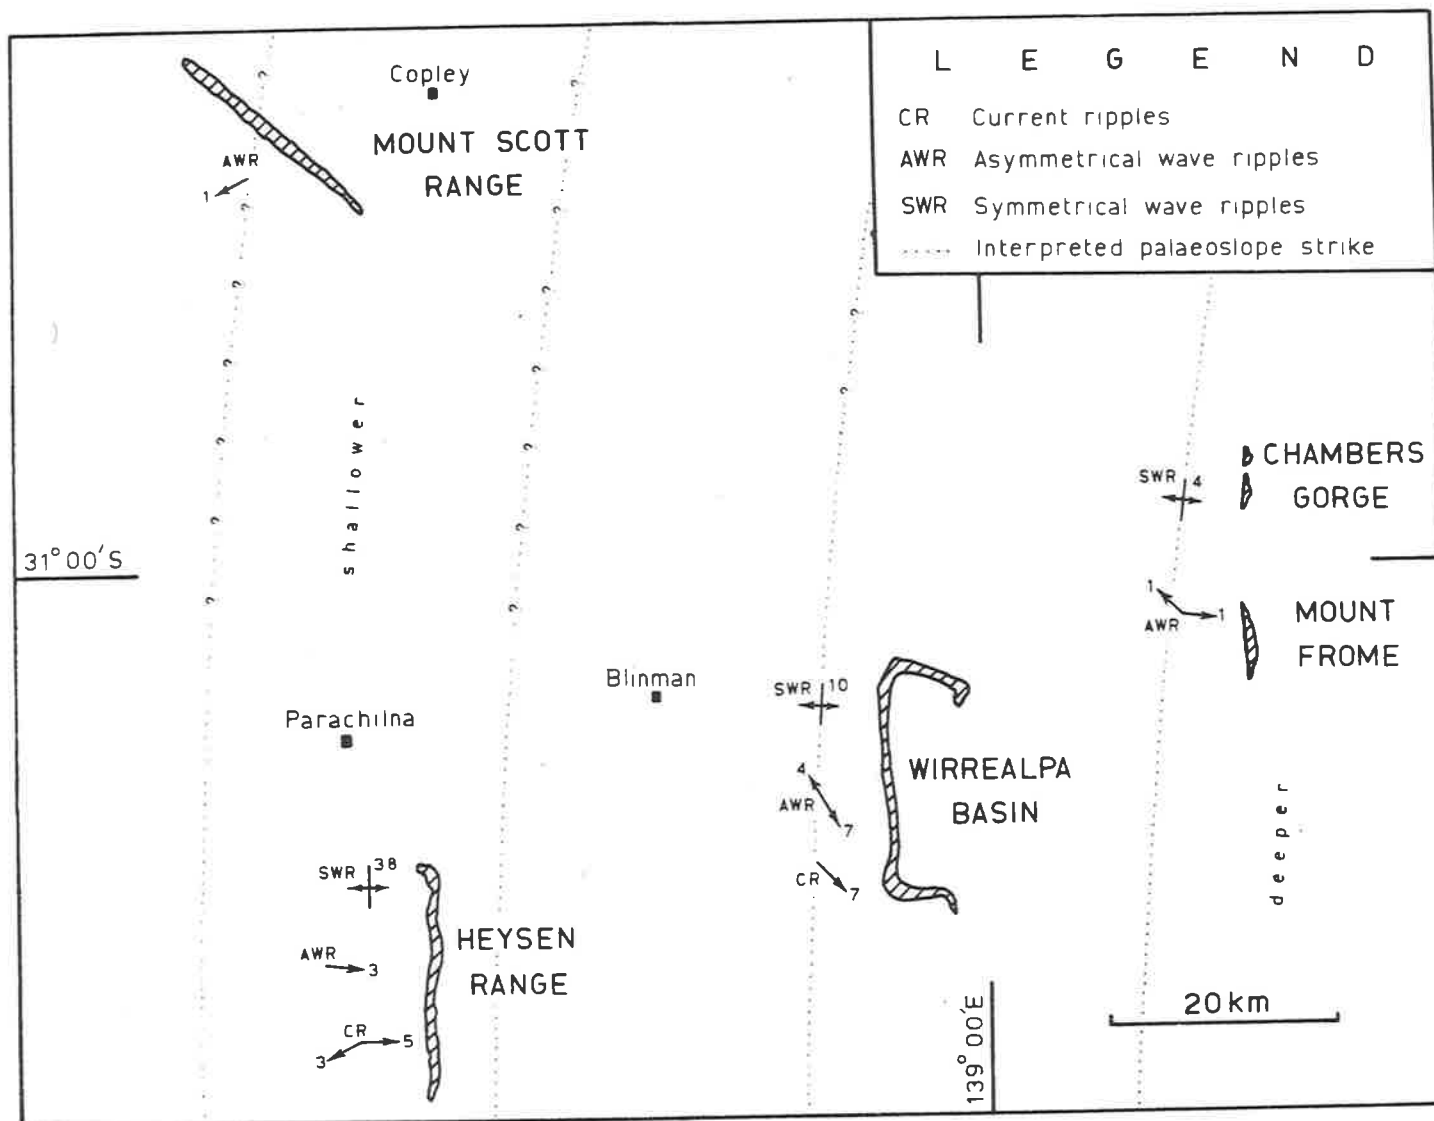 L E G E N D
CR Current ripples
AWR Asymmetrical wave ripples
SWR Symmetrical wave ripples
..... Interpreted palaeoslope strike
Copley
MOUNT SCOTT
RANGE
AWR
1
? ? ? ? ? ? ?
? ? ? ? ? ?
? ?
shallower
31°00'S
SWR 4
CHAMBERS
GORGE
1
AWR 1
MOUNT
FROME
Blinman
Parachilna
SWR 10
4
AWR
7
CR
7
WIRREALPA
BASIN
deeper
SWR 38
AWR
3
CR
3 5
HEYSEN
RANGE
139°00'E
20 km